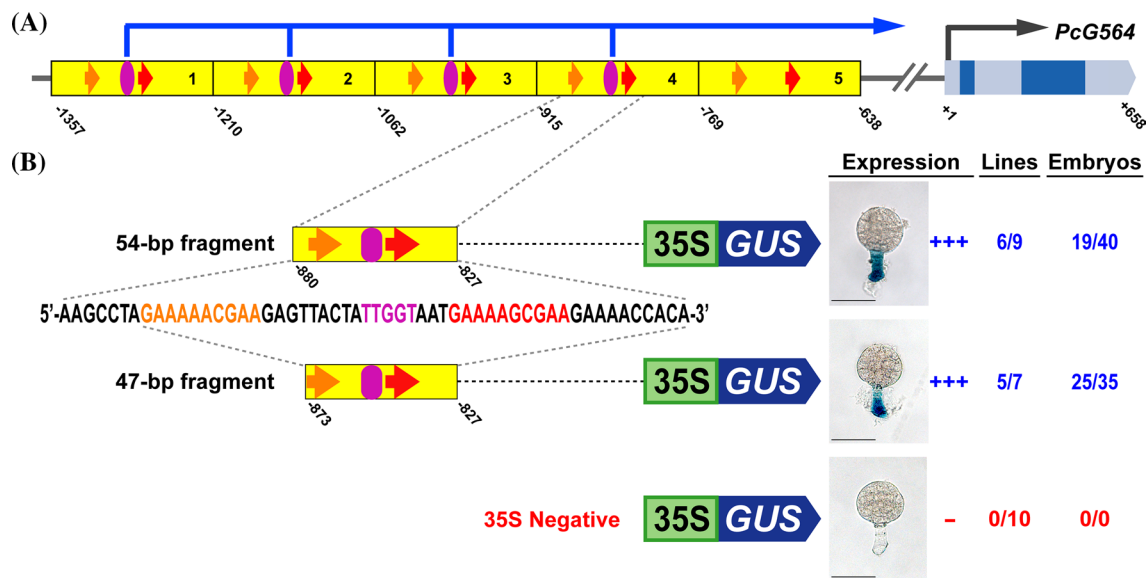 (A)
PcG564
1 2 3 4 5
-1357 -1210 -1062 -915 -769 -638 +1 +658
(B)
Expression Lines Embryos
54-bp fragment 35S GUS +++ 6/9 19/40
-880 -827
5’-AAGCCTAGAAAAACGAAGAGTTACTATTGGTAATGAAAAGCGAAGAAAACCACA-3’
47-bp fragment 35S GUS +++ 5/7 25/35
-873 -827
35S Negative 35S GUS – 0/10 0/0